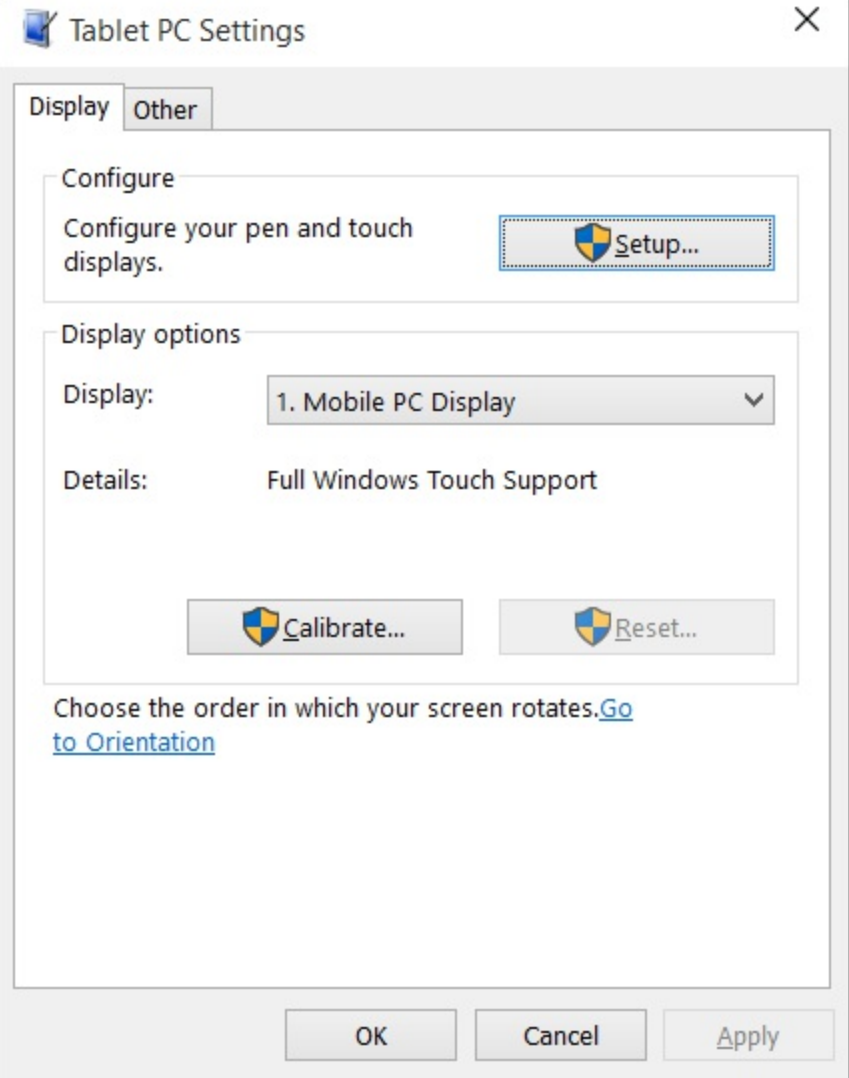 Tablet PC Settings
Display
Other
Configure
Configure your pen and touch
displays.
Setup...
Display options
Display:
1. Mobile PC Display
Details:
Full Windows Touch Support
Calibrate...
Reset...
Choose the order in which your screen rotates.Go
to Orientation
OK
Cancel
Apply